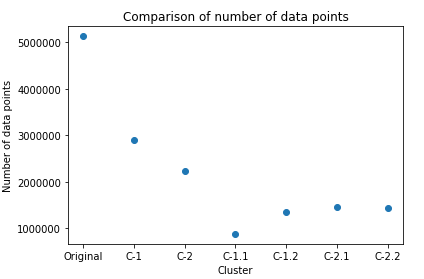 Comparison of number of data points
Number of data points
5000000
4000000
3000000
2000000
1000000
Original C-1 C-2 C-1.1 C-1.2 C-2.1 C-2.2
Cluster